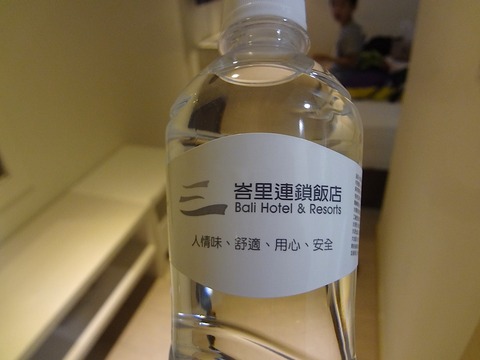 峇里連鎖飯店
Bali Hotel & Resorts
人情味、舒適、用心、安全